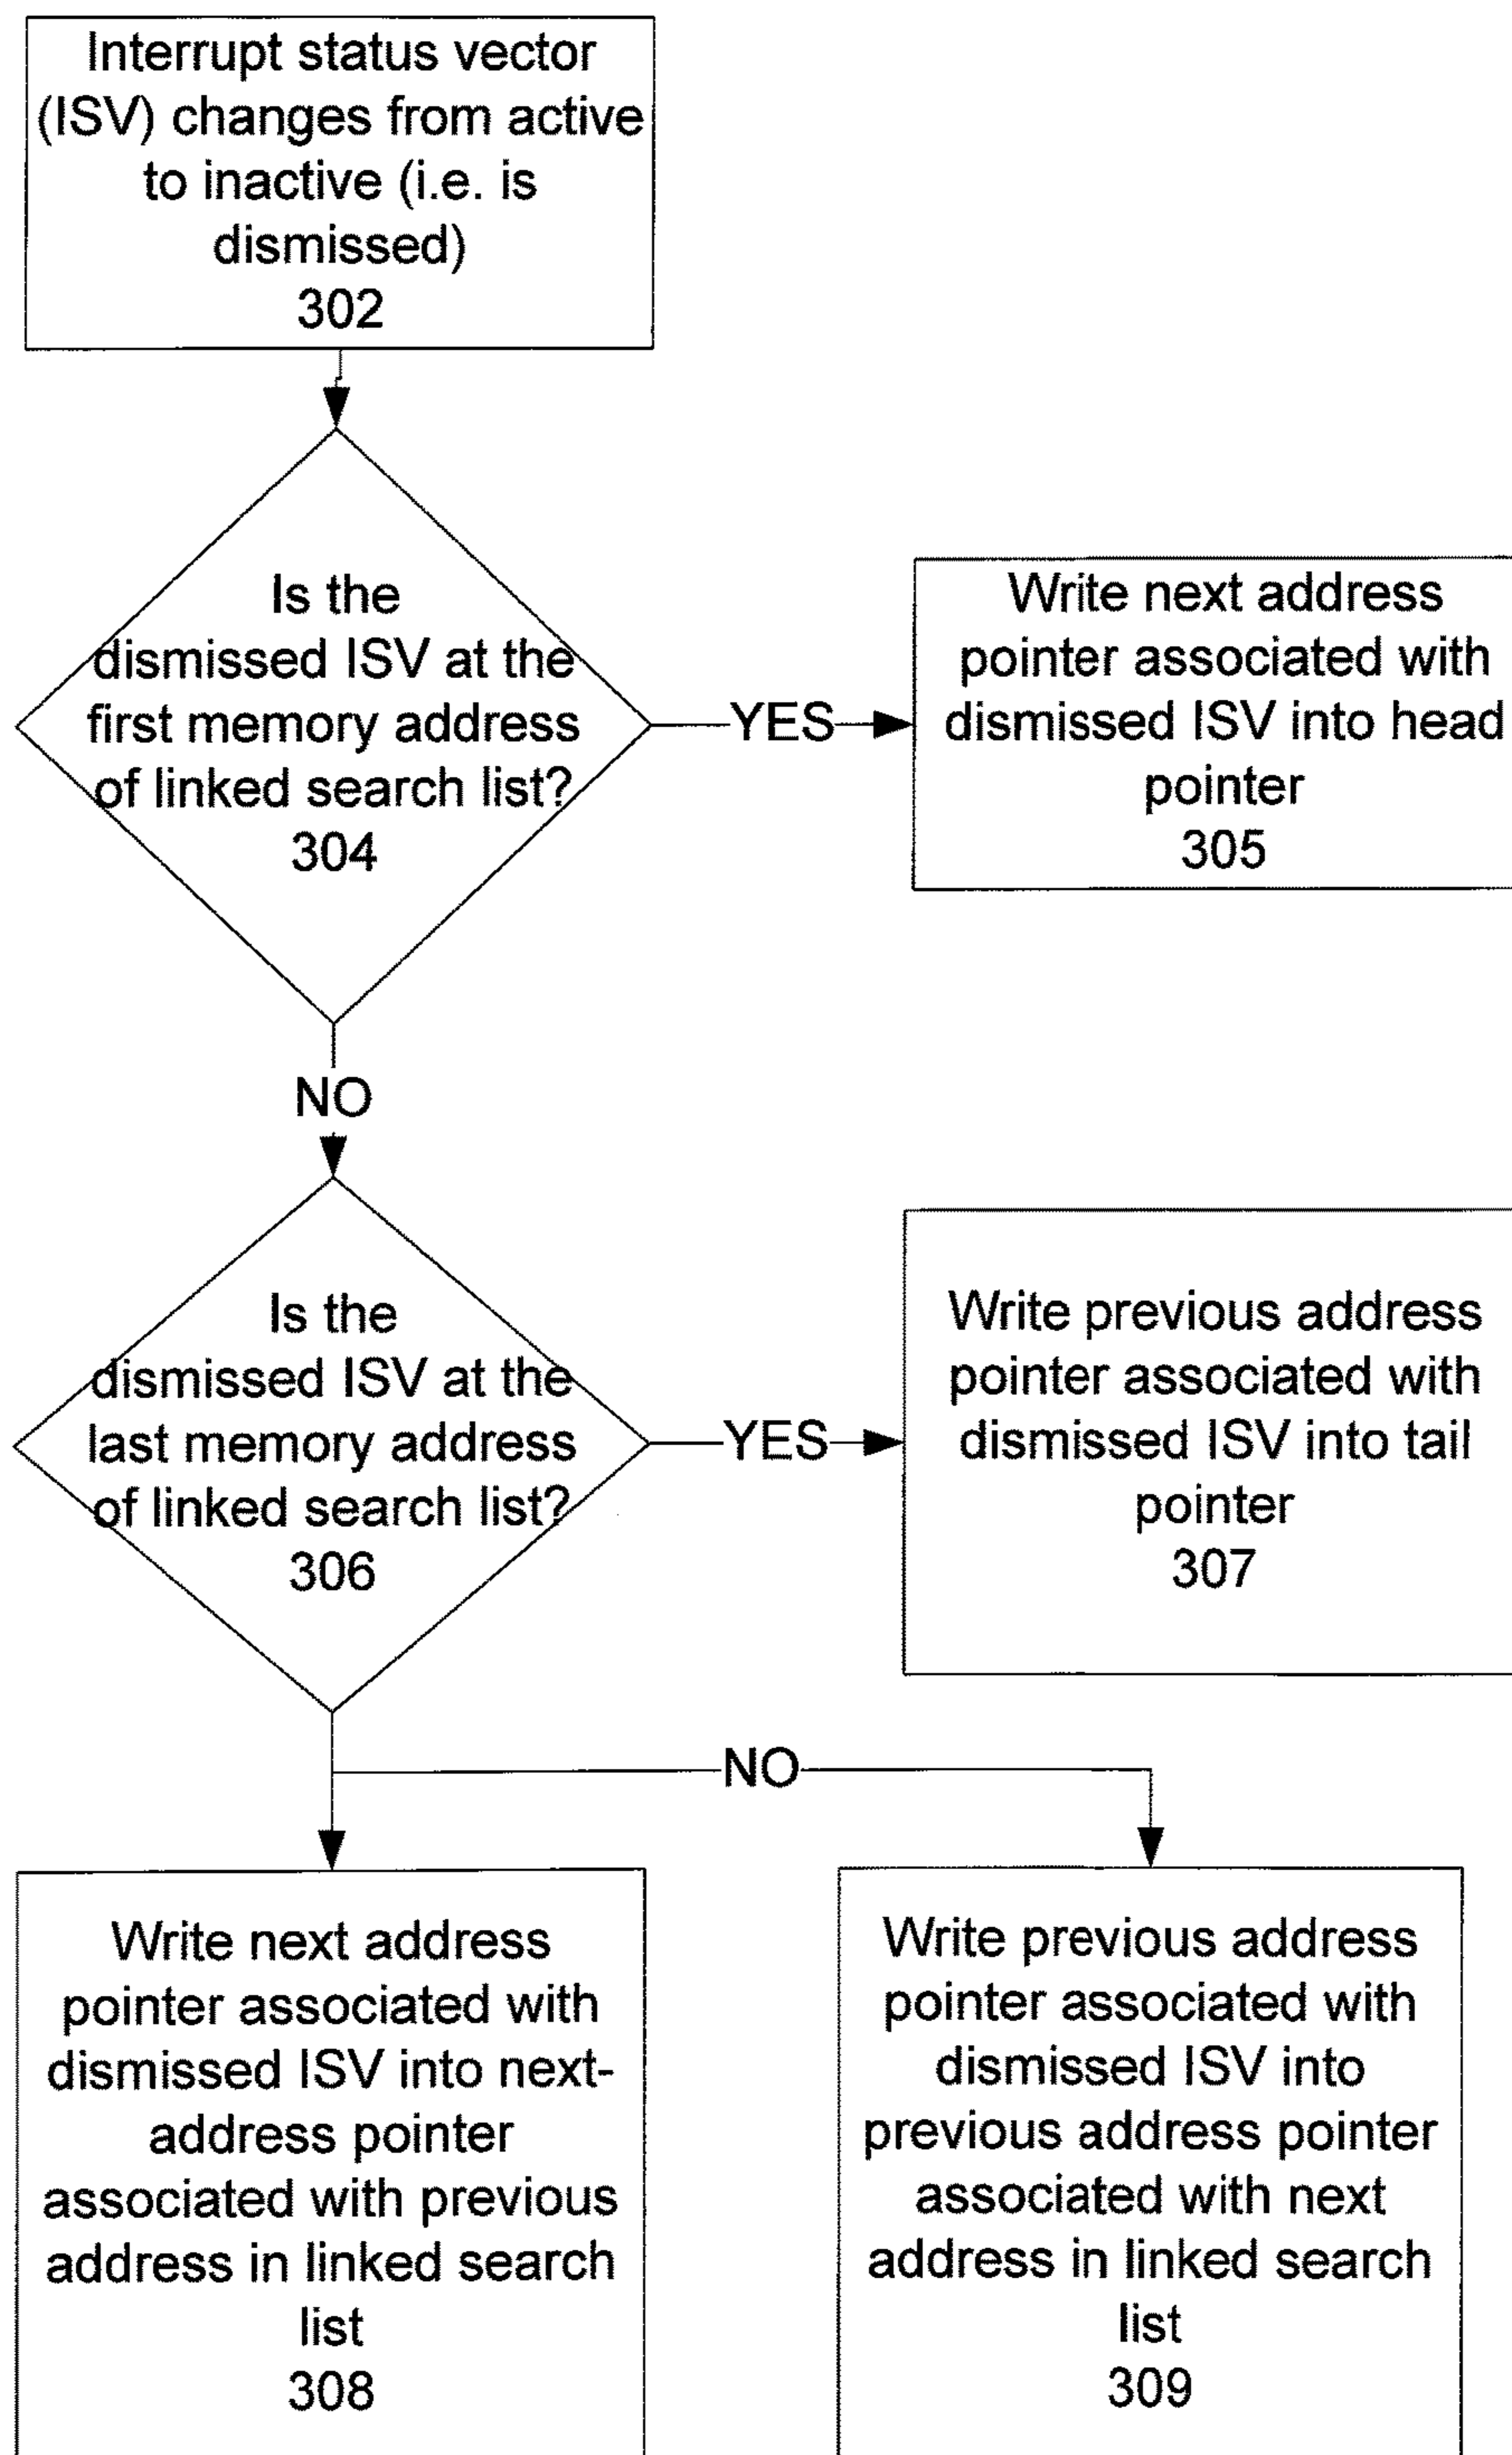 Interrupt status vector
(ISV) changes from active
to inactive (i.e. is
dismissed)
302
Is the
dismissed ISV at the
first memory address
of linked search list?
304
YES
Write next address
pointer associated with
dismissed ISV into head
pointer
305
NO
Is the
dismissed ISV at the
last memory address
of linked search list?
306
YES
Write previous address
pointer associated with
dismissed ISV into tail
pointer
307
NO
Write next address
pointer associated with
dismissed ISV into next-
address pointer
associated with previous
address in linked search
list
308
Write previous address
pointer associated with
dismissed ISV into
previous address pointer
associated with next
address in linked search
list
309